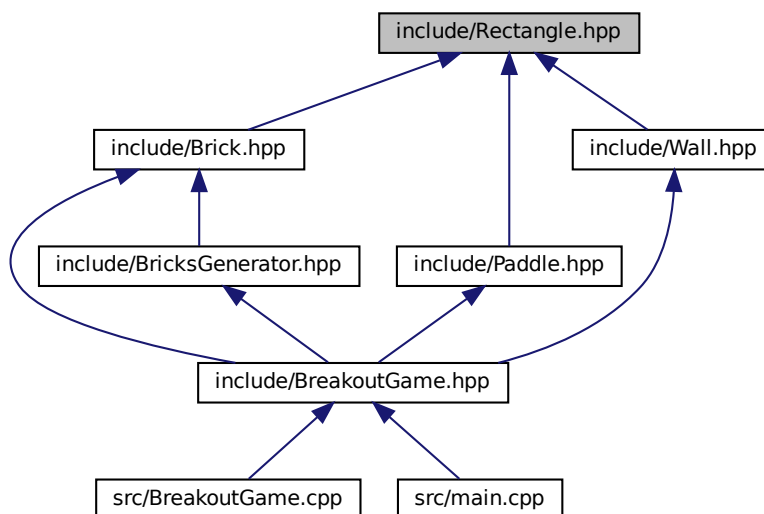 include/Rectangle.hpp
include/Brick.hpp
include/Wall.hpp
include/BricksGenerator.hpp
include/Paddle.hpp
include/BreakoutGame.hpp
src/BreakoutGame.cpp
src/main.cpp